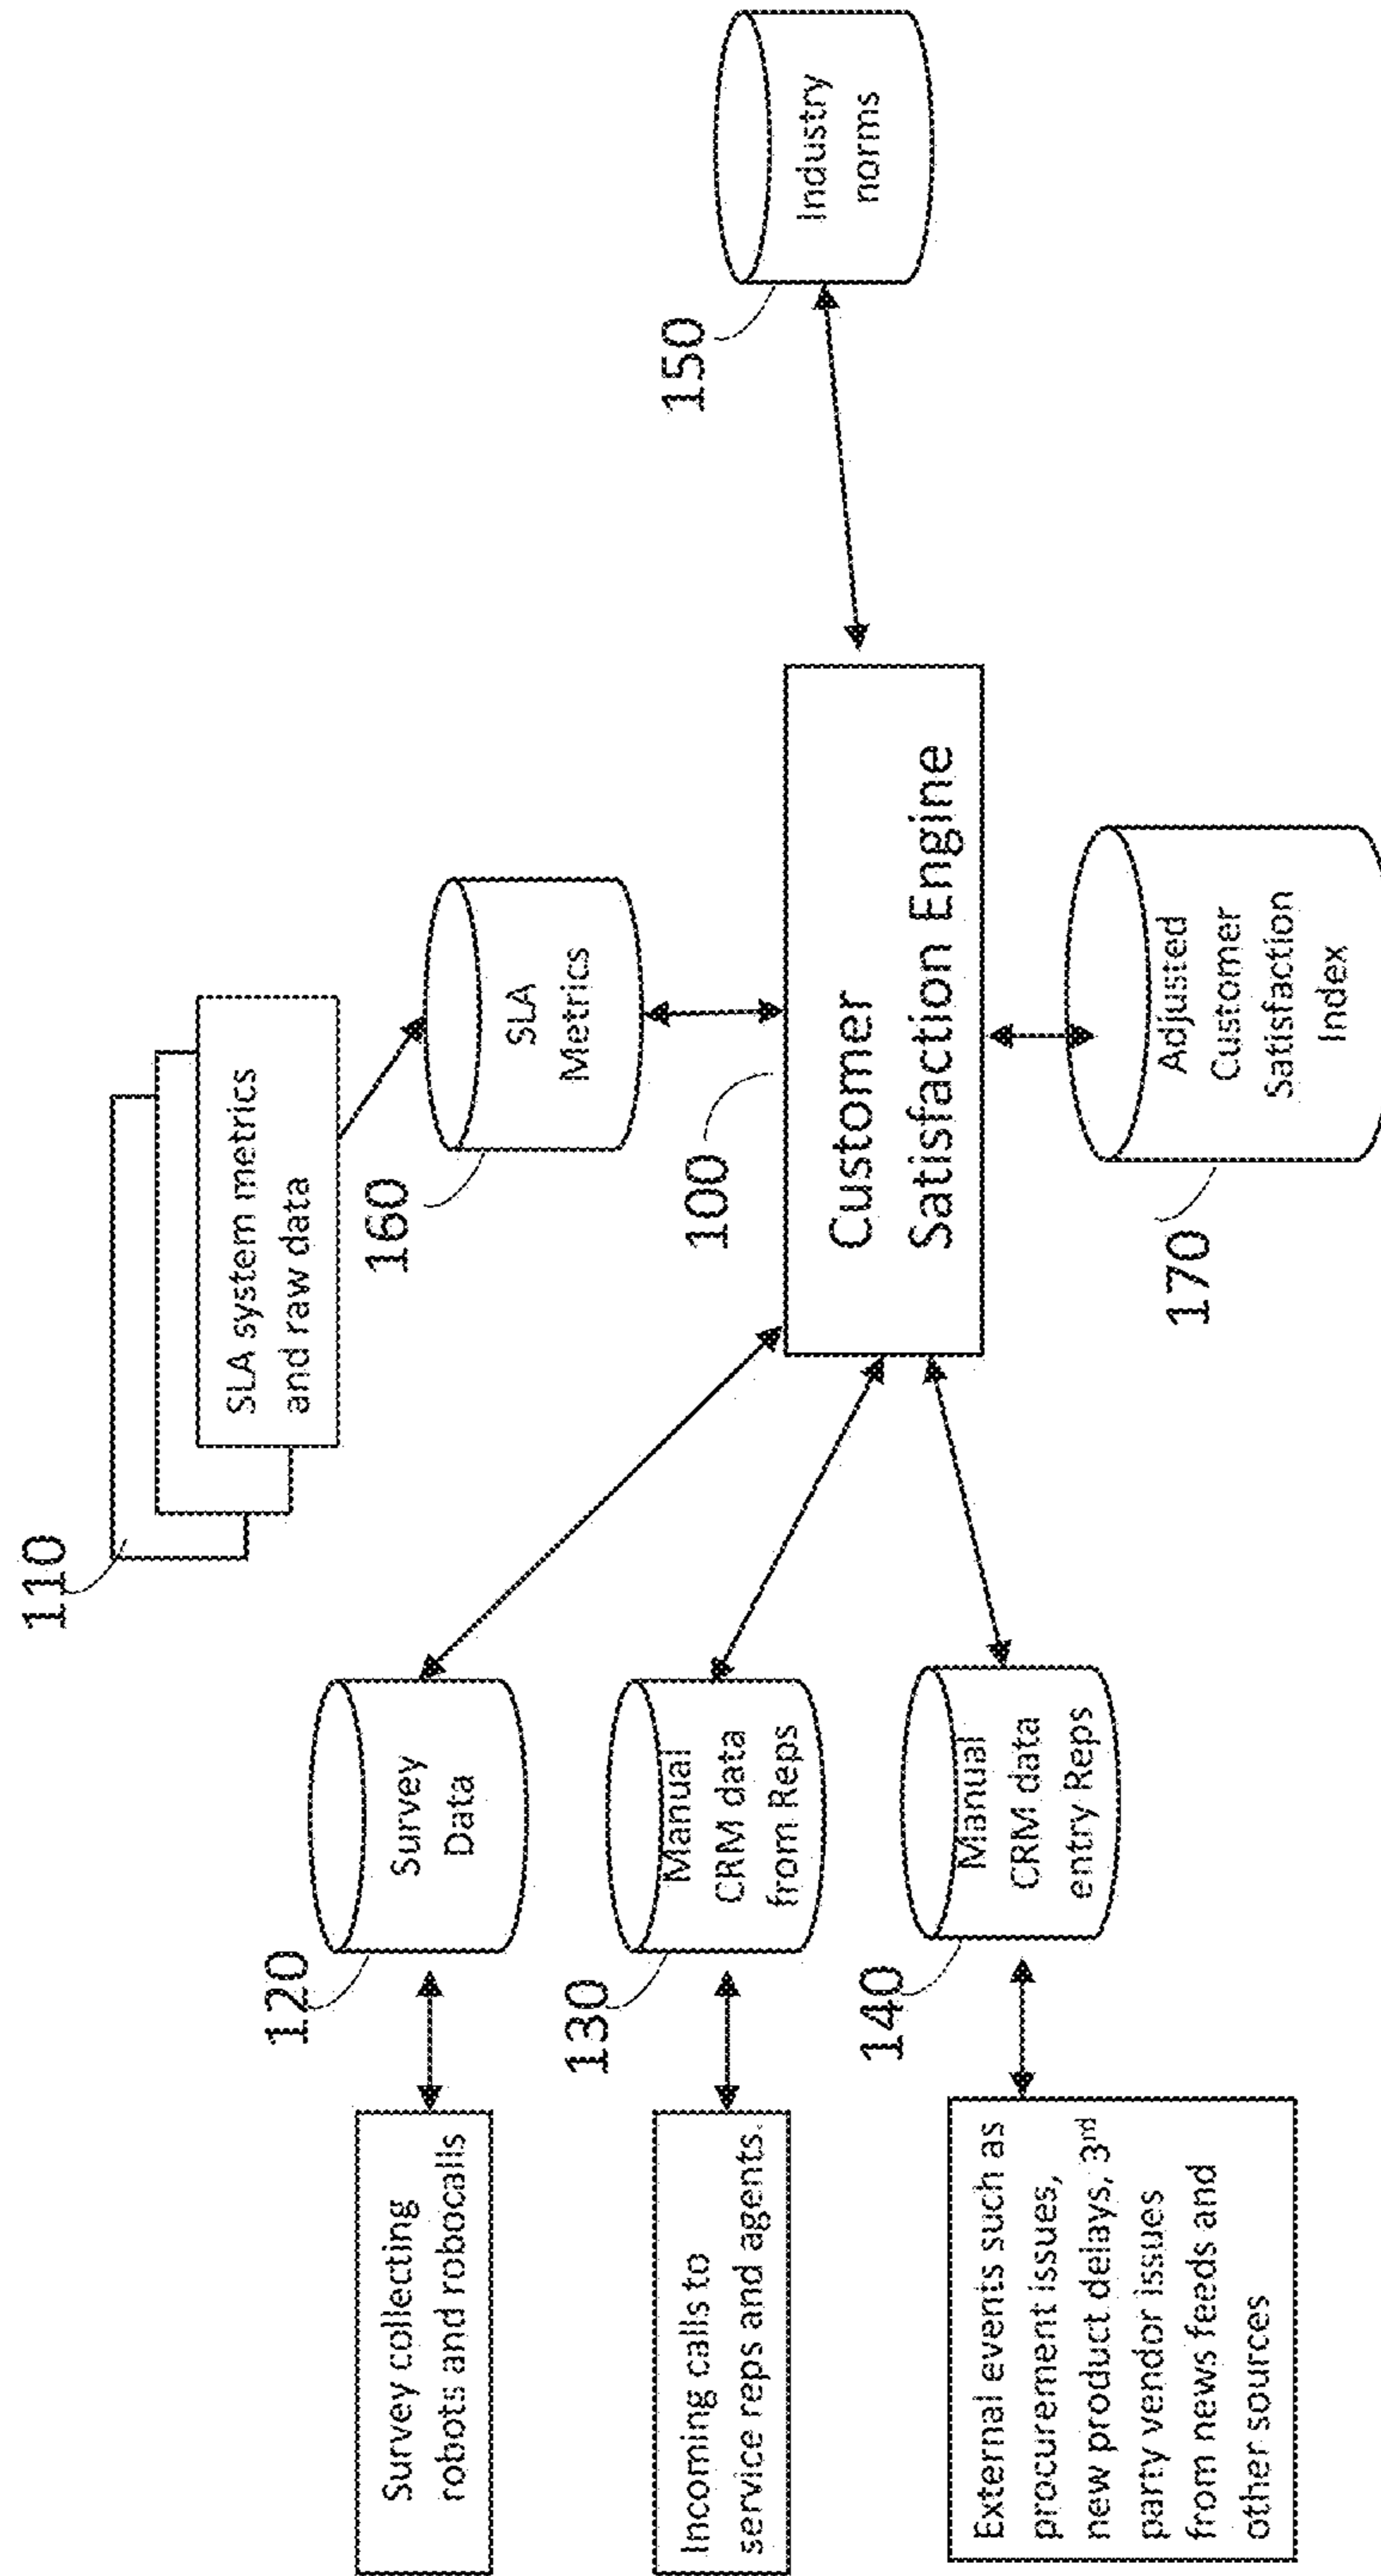 110
SLA system metrics
and raw data
160
SLA
Metrics
120
Survey
Data
Survey collecting
robots and robocalls
130
Manual
CRM data
from Reps
Incoming calls to
service reps and agents.
140
Manual
CRM data
entry Reps
External events such as
procurement issues,
new product delays, 3rd
party vendor issues
from news feeds and
other sources
100
Customer
Satisfaction Engine
150
Industry
norms
170
Adjusted
Customer
Satisfaction
Index